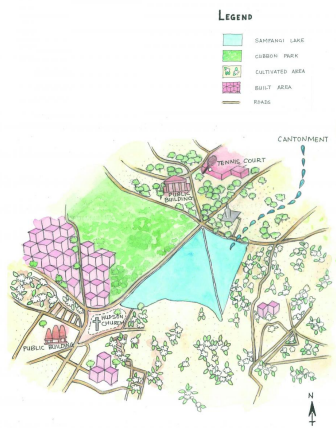 LEGEND
SAMPANGI LAKE
CUBBON PARK
CULTIVATED AREA
BUILT AREA
ROADS
CANTONMENT
TENNIS COURT
PUBLIC
BUILDING
HUDSON
CHURCH
PUBLIC BUILDING
N